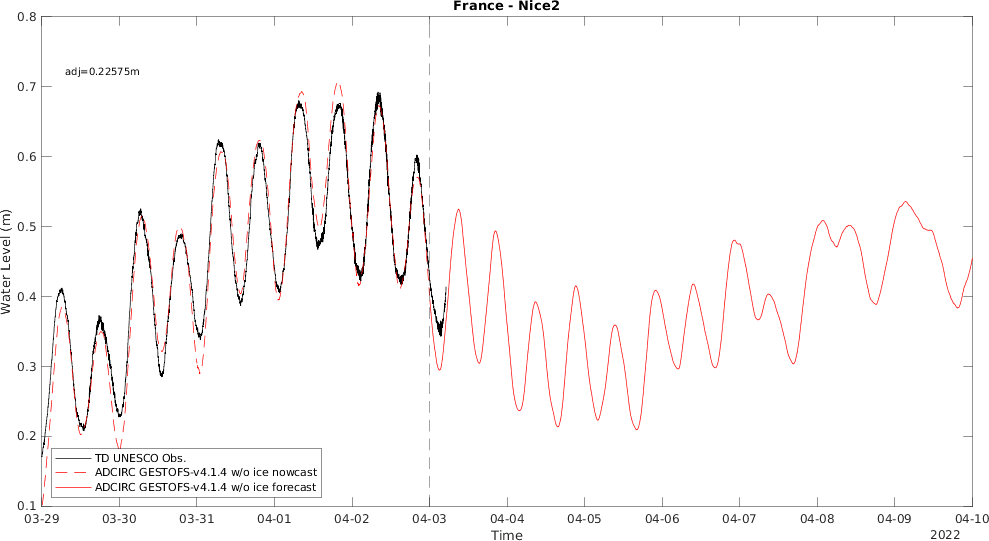 France - Nice2
adj=0.22575m
Water Level (m)
0.8
0.7
0.6
0.5
0.4
0.3
0.2
0.1
TD UNESCO Obs.
ADCIRC GESTOFS-v4.1.4 w/o ice nowcast
ADCIRC GESTOFS-v4.1.4 w/o ice forecast
03-29 03-30 03-31 04-01 04-02 04-03 04-04 04-05 04-06 04-07 04-08 04-09 04-10
Time
2022